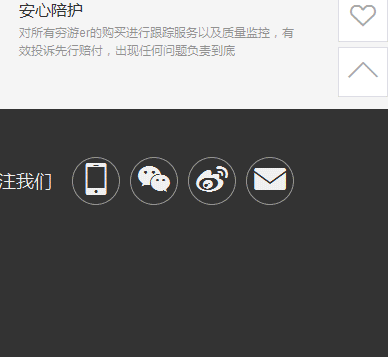 安心陪护
对所有穷游er的购买进行跟踪服务以及质量监控，有
效投诉先行赔付，出现任何问题负责到底
注我们